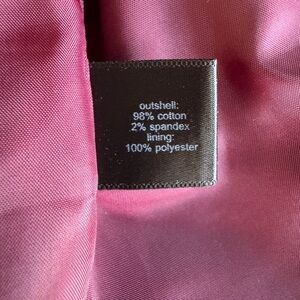 outshell:
98% cotton
2% spandex
lining:
100% polyester